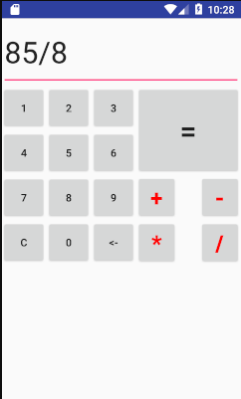 10:28
85/8
1 2 3 =
4 5 6
7 8 9 + -
C 0 <- * /